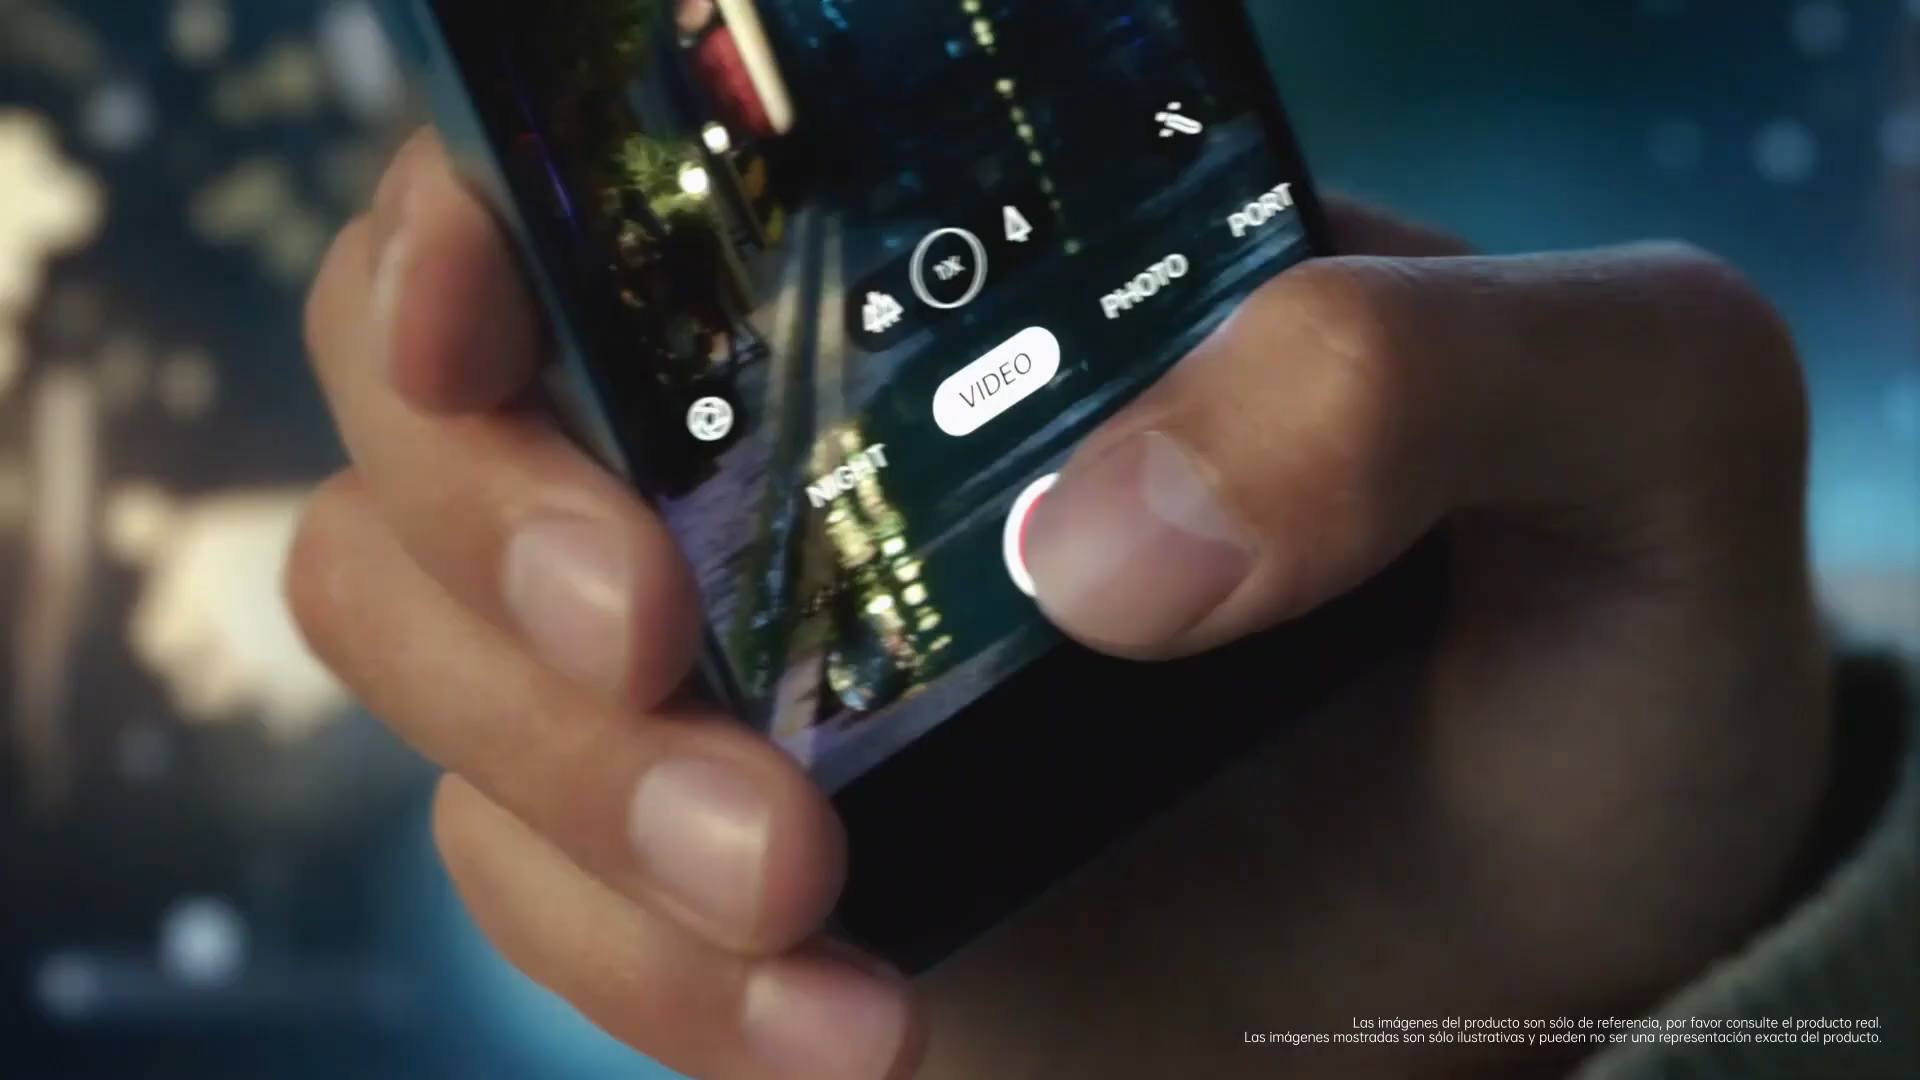 1X
PORT
PHOTO
VIDEO
NIGHT
Las imágenes del producto son sólo de referencia, por favor consulte el producto real.
Las imágenes mostradas son sólo ilustrativas y pueden no ser una representación exacta del producto.